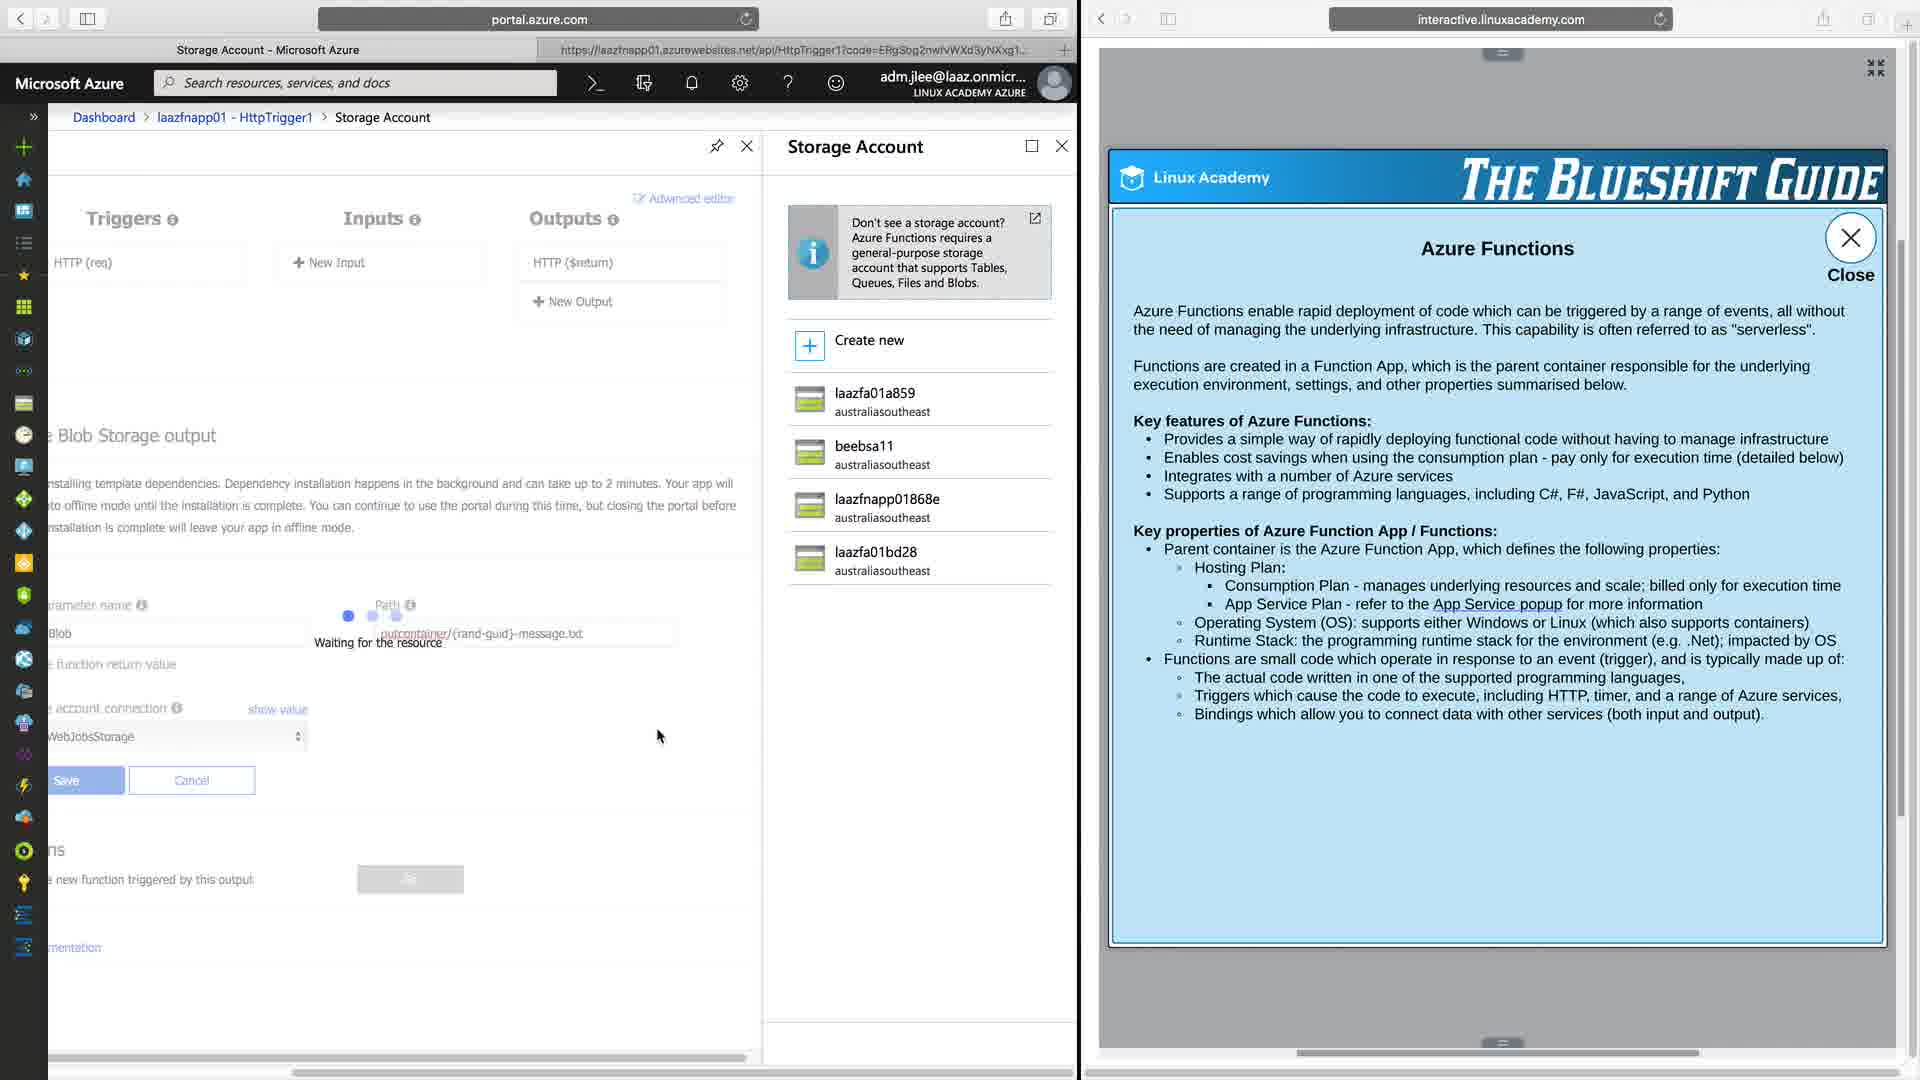 portal.azure.com
Storage Account - Microsoft Azure
https://laazfnapp01.azurewebsites.net/api/HttpTrigger1?code=
Microsoft Azure
Search resources, services, and docs
adm.jlee@laaz.onmicr...
LINUX ACADEMY AZURE
Dashboard > laazfnapp01 - HttpTrigger1 > Storage Account
Advanced editor
Triggers
Inputs
Outputs
HTTP (req)
New Input
HTTP ($return)
New Output
e Blob Storage output
nstalling template dependencies. Dependency installation happens in the background and can take up to 2 minutes. Your app will
to offline mode until the installation is complete. You can continue to use the portal during this time, but closing the portal before
nstallation is complete will leave your app in offline mode.
arameter name
Path
Blob
outcontainer/{rand-guid}-message.txt
Waiting for the resource
e function return value
e account connection
show value
WebJobsStorage
Save
Cancel
ns
e new function triggered by this output
Go
mentation
Storage Account
Don't see a storage account?
Azure Functions requires a
general-purpose storage
account that supports Tables,
Queues, Files and Blobs.
Create new
laazfa01a859
australiasoutheast
beebsa11
australiasoutheast
laazfnapp01868e
australiasoutheast
laazfa01bd28
australiasoutheast
interactive.linuxacademy.com
Linux Academy
THE BLUESHIFT GUIDE
Azure Functions
Close
Azure Functions enable rapid deployment of code which can be triggered by a range of events, all without
the need of managing the underlying infrastructure. This capability is often referred to as "serverless".
Functions are created in a Function App, which is the parent container responsible for the underlying
execution environment, settings, and other properties summarised below.
Key features of Azure Functions:
• Provides a simple way of rapidly deploying functional code without having to manage infrastructure
• Enables cost savings when using the consumption plan - pay only for execution time (detailed below)
• Integrates with a number of Azure services
• Supports a range of programming languages, including C#, F#, JavaScript, and Python
Key properties of Azure Function App / Functions:
• Parent container is the Azure Function App, which defines the following properties:
◦ Hosting Plan:
▪ Consumption Plan - manages underlying resources and scale; billed only for execution time
▪ App Service Plan - refer to the App Service popup for more information
◦ Operating System (OS): supports either Windows or Linux (which also supports containers)
◦ Runtime Stack: the programming runtime stack for the environment (e.g. .Net); impacted by OS
• Functions are small code which operate in response to an event (trigger), and is typically made up of:
◦ The actual code written in one of the supported programming languages,
◦ Triggers which cause the code to execute, including HTTP, timer, and a range of Azure services,
◦ Bindings which allow you to connect data with other services (both input and output).